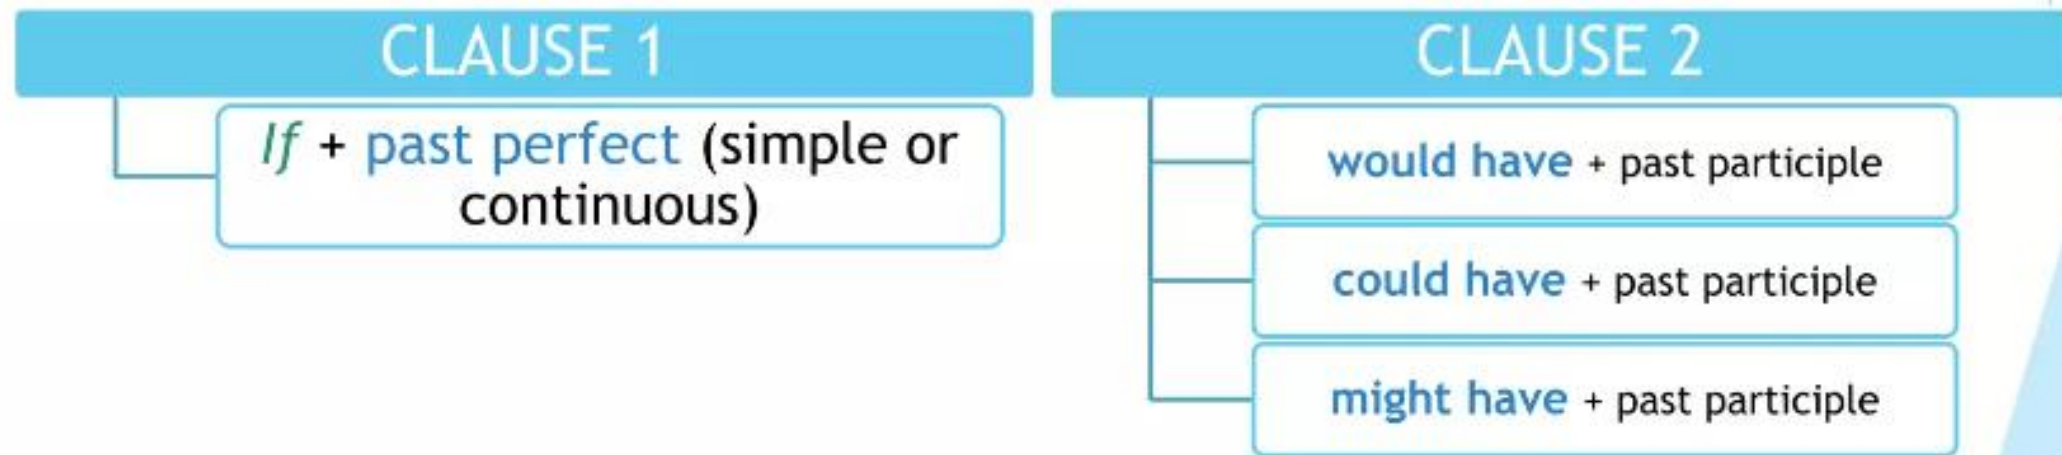 CLAUSE 1
If + past perfect (simple or
continuous)
CLAUSE 2
would have + past participle
could have + past participle
might have + past participle